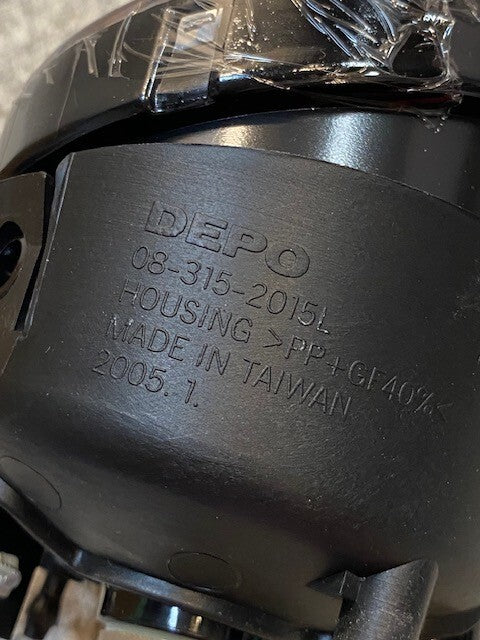 DEPO
08-315-2015L
HOUSING >PP+GF40%<
MADE IN TAIWAN
2005.1.